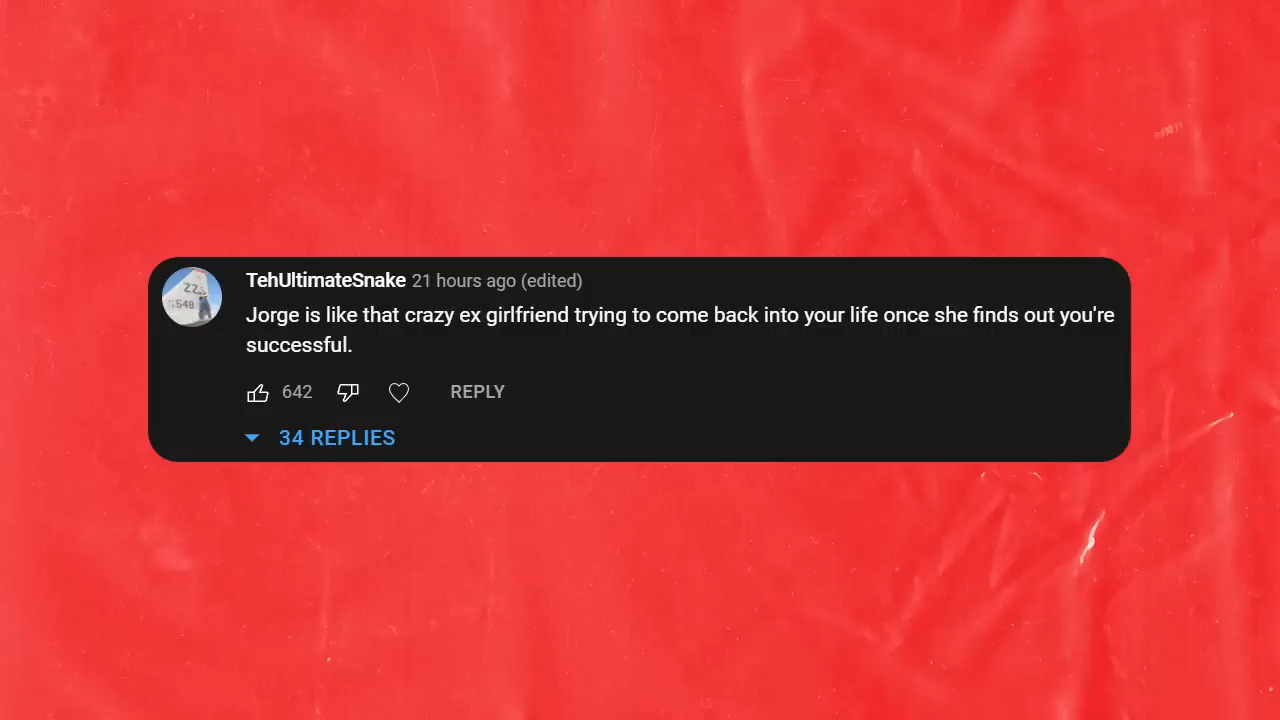 TehUltimateSnake 21 hours ago (edited)
Jorge is like that crazy ex girlfriend trying to come back into your life once she finds out you're
successful.
642 REPLY
34 REPLIES